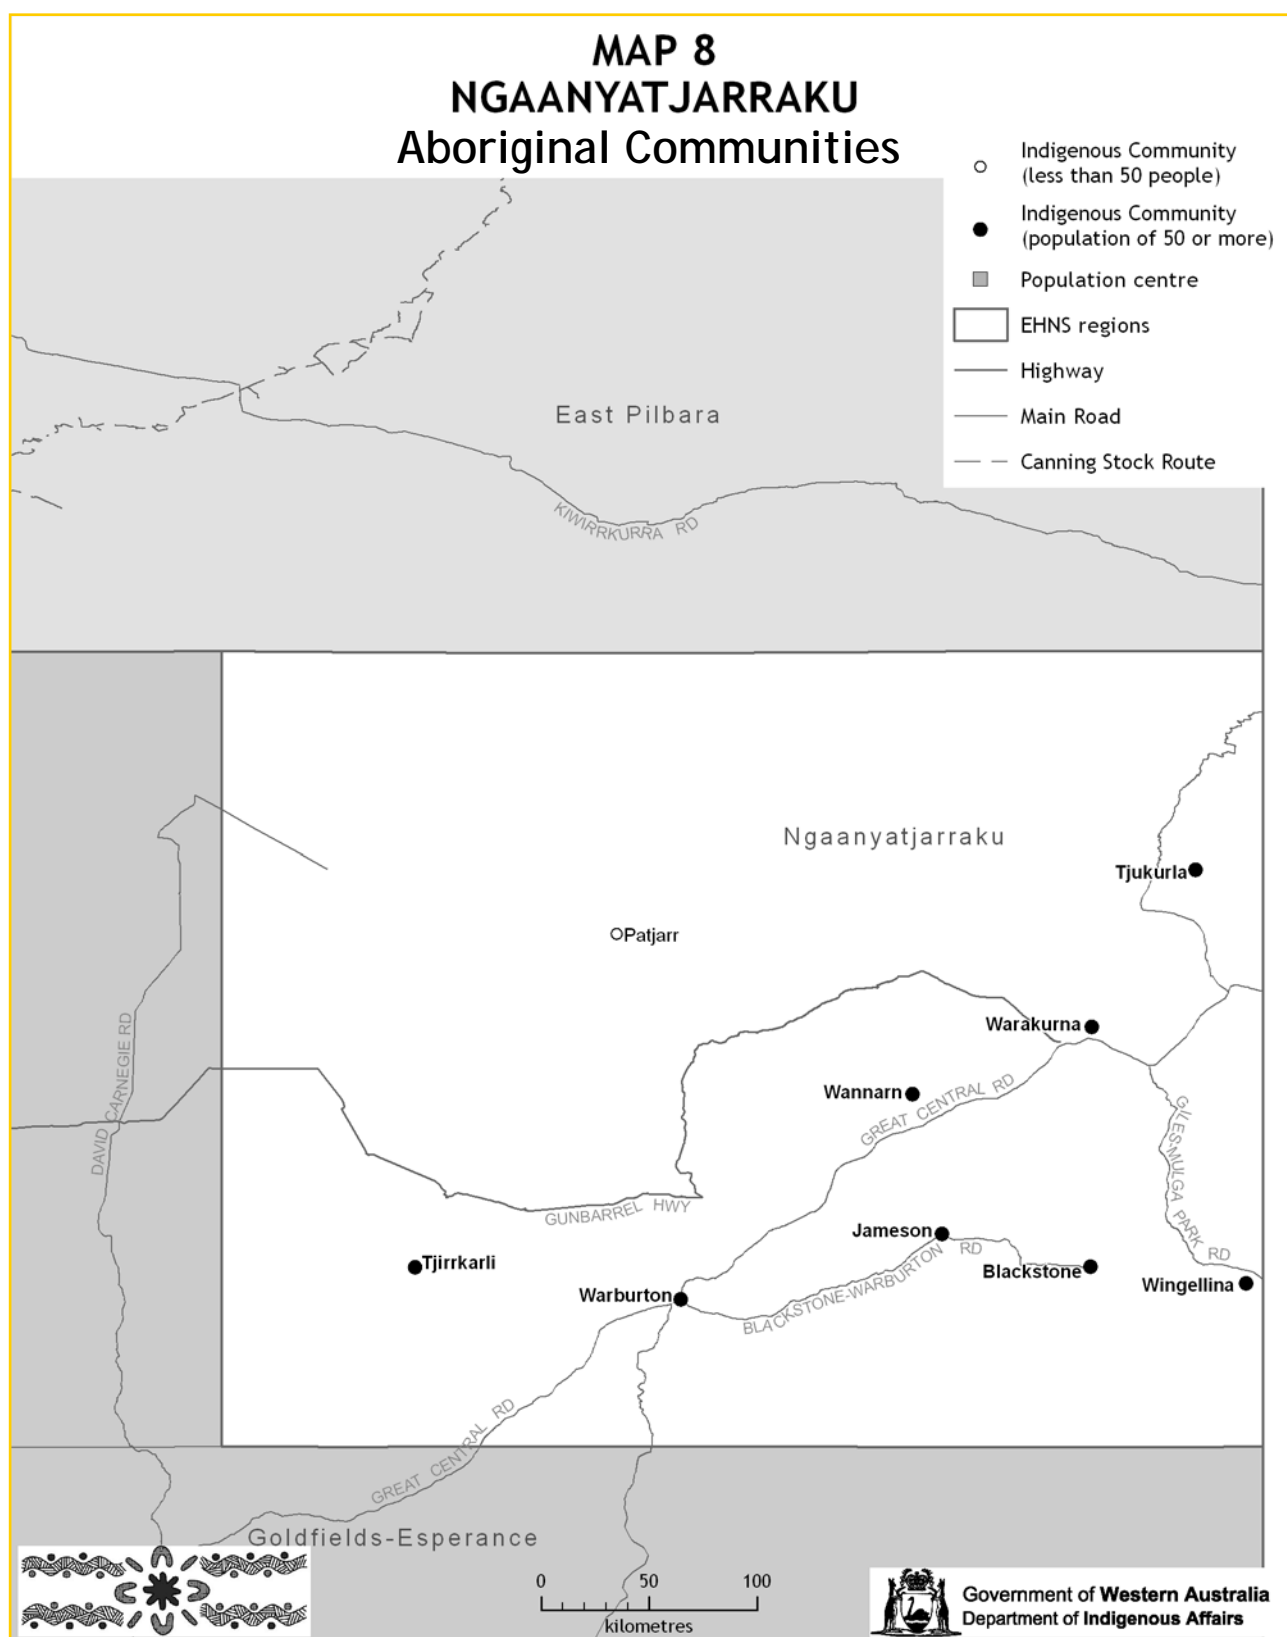 MAP 8
NGAANYATJARRAKU
Aboriginal Communities
Indigenous Community
(less than 50 people)
Indigenous Community
(population of 50 or more)
Population centre
EHNS regions
Highway
Main Road
Canning Stock Route
East Pilbara
KIWIRRKURRA RD
Ngaanyatjarraku
Tjukurla
Patjarr
Warakurna
Wannarn
GREAT CENTRAL RD
GILES-MULGA PARK RD
DAVID CARNEGIE RD
GUNBARREL HWY
Jameson
BLACKSTONE-WARBURTON RD
Blackstone
Wingellina
Tjirrkarli
Warburton
GREAT CENTRAL RD
Goldfields-Esperance
0 50 100
kilometres
Government of Western Australia
Department of Indigenous Affairs